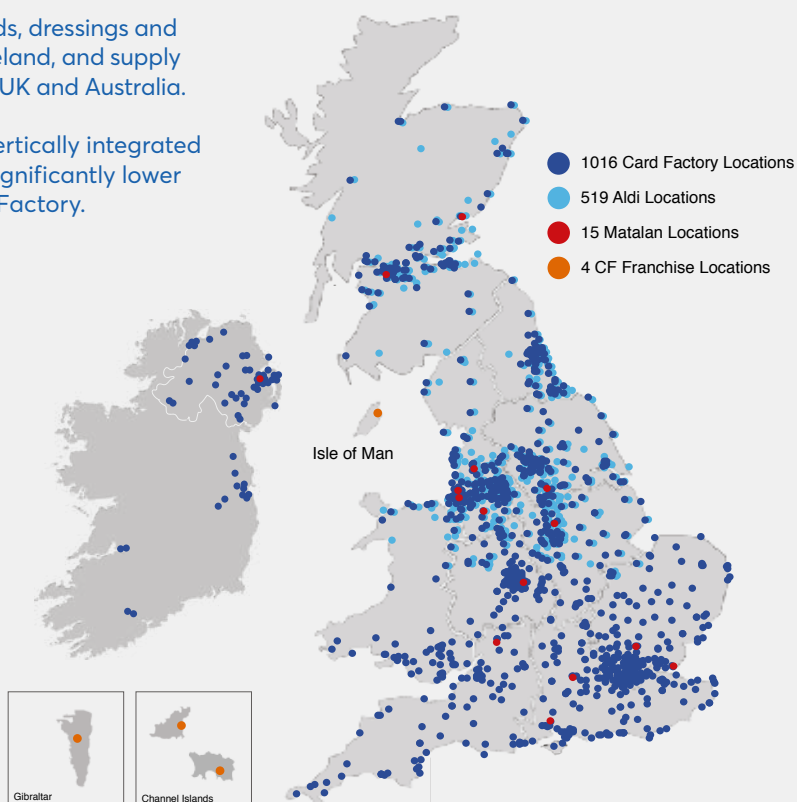 ds, dressings and
eland, and supply
UK and Australia.
ertically integrated
gnificantly lower
Factory.
1016 Card Factory Locations
519 Aldi Locations
15 Matalan Locations
4 CF Franchise Locations
Isle of Man
Gibraltar
Channel Islands